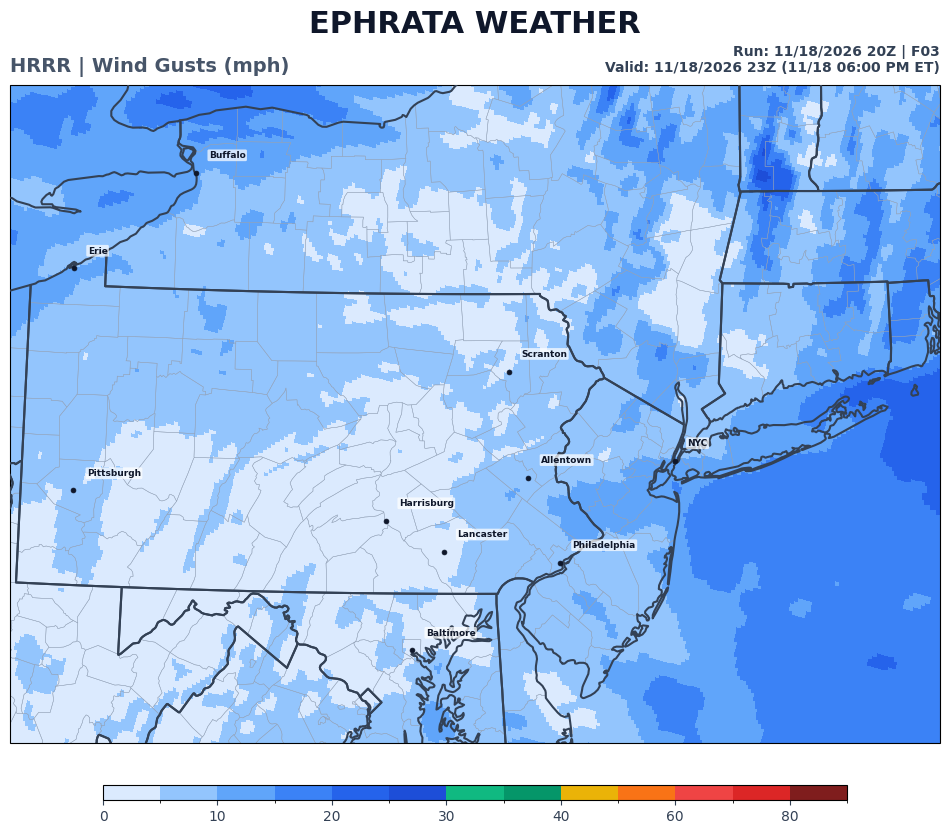 EPHRATA WEATHER
HRRR | Wind Gusts (mph)
Run: 11/18/2026 20Z | F03
Valid: 11/18/2026 23Z (11/18 06:00 PM ET)
Buffalo
Erie
Scranton
NYC
Allentown
Pittsburgh
Harrisburg
Lancaster
Philadelphia
Baltimore
0 10 20 30 40 60 80